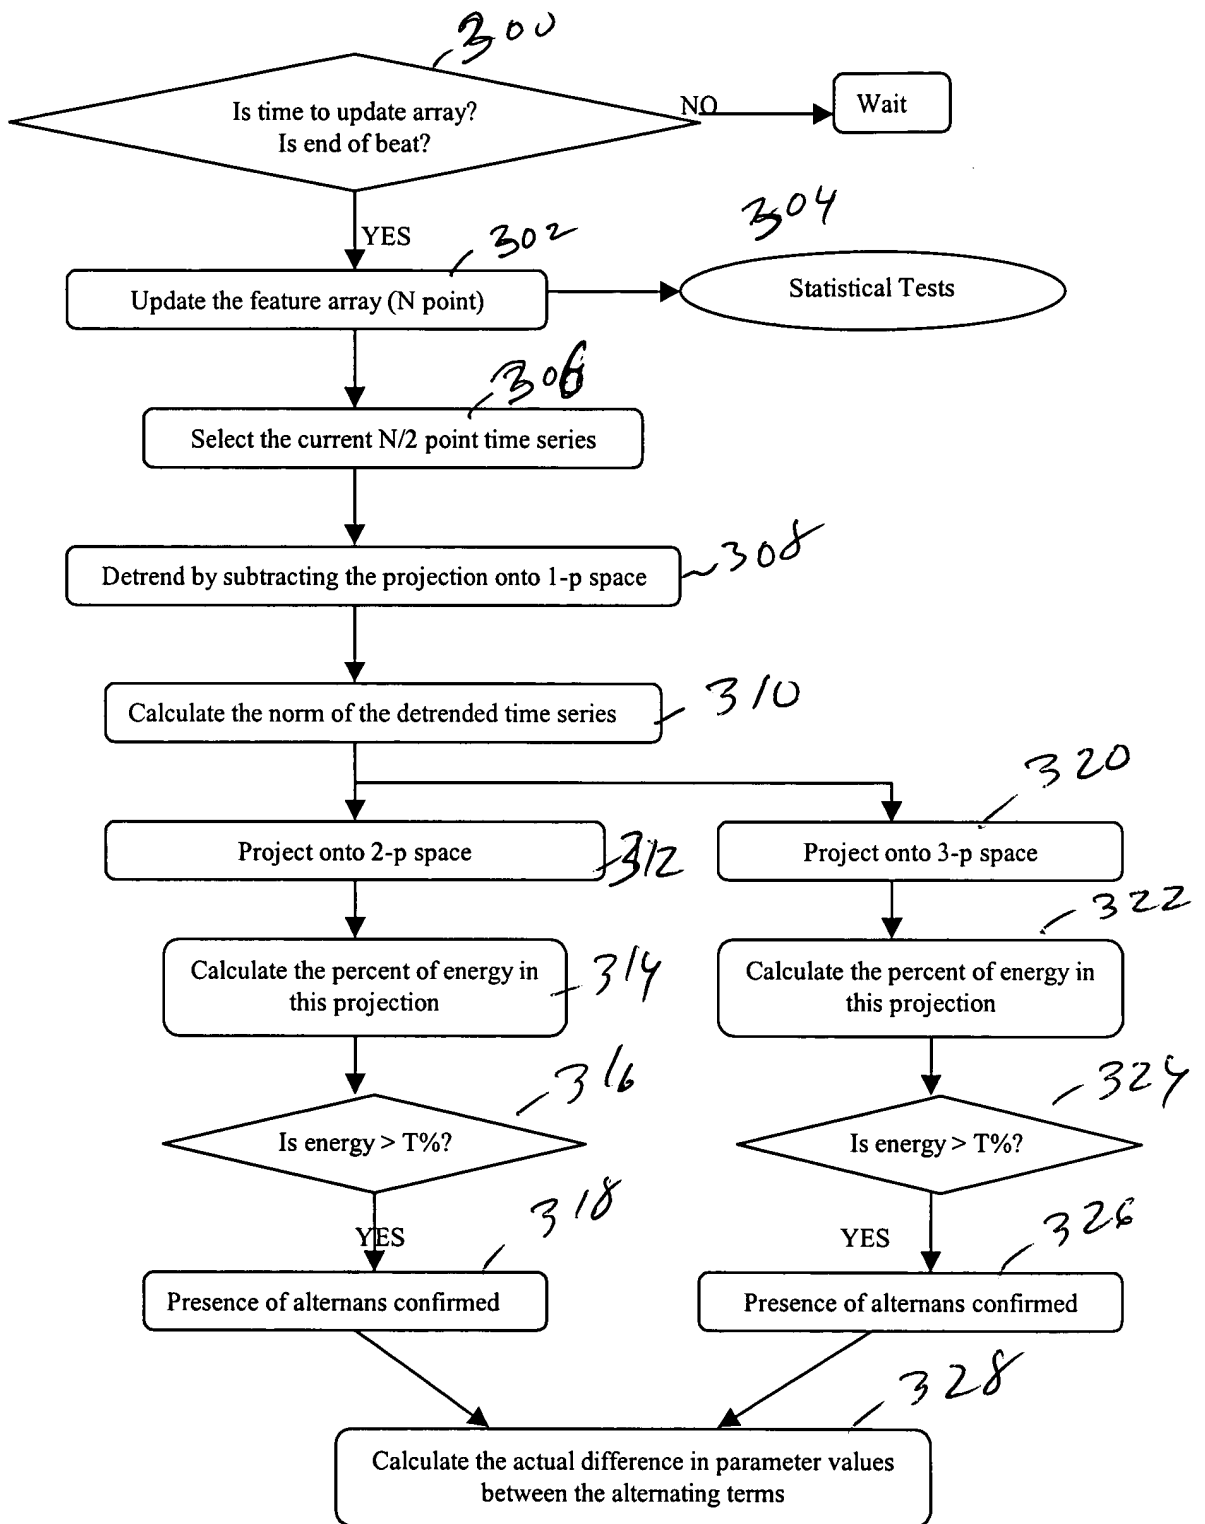 300
Is time to update array?
Is end of beat?
NO
Wait
YES
302
304
Update the feature array (N point)
Statistical Tests
306
Select the current N/2 point time series
308
Detrend by subtracting the projection onto 1-p space
310
Calculate the norm of the detrended time series
320
Project onto 2-p space
312
Project onto 3-p space
322
Calculate the percent of energy in
this projection
314
Calculate the percent of energy in
this projection
316
324
Is energy > T%?
Is energy > T%?
318
326
YES
YES
Presence of alternans confirmed
Presence of alternans confirmed
328
Calculate the actual difference in parameter values
between the alternating terms